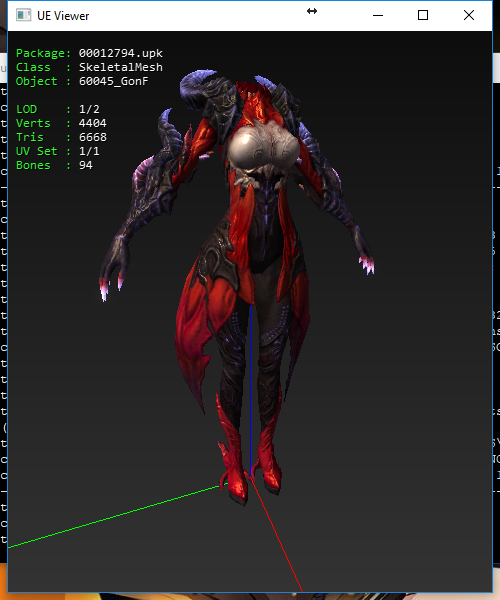 UE Viewer
Package: 00012794.upk
Class : SkeletalMesh
Object : 60045_GonF
LOD : 1/2
Verts : 4404
Tris : 6668
UV Set : 1/1
Bones : 94